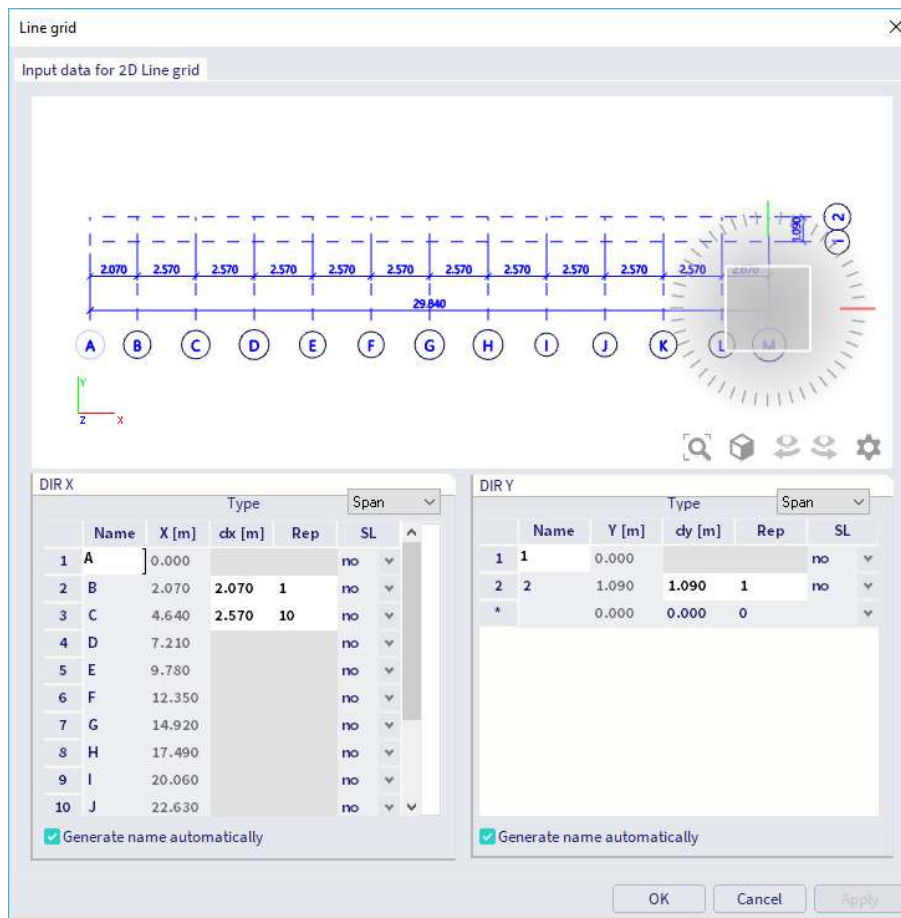 Line grid
Input data for 2D Line grid
2
1.090
1
2.070 2.570 2.570 2.570 2.570 2.570 2.570 2.570 2.570 2.570 2.570 2.070
29.840
A B C D E F G H I J K L M
Y
Z X
DIR X
Type Span
Name X [m] dx [m] Rep SL
1 A 0.000 no
2 B 2.070 2.070 1 no
3 C 4.640 2.570 10 no
4 D 7.210 no
5 E 9.780 no
6 F 12.350 no
7 G 14.920 no
8 H 17.490 no
9 I 20.060 no
10 J 22.630 no
Generate name automatically
DIR Y
Type Span
Name Y [m] dy [m] Rep SL
1 1 0.000 no
2 2 1.090 1.090 1 no
* 0.000 0.000 0
Generate name automatically
OK Cancel Apply